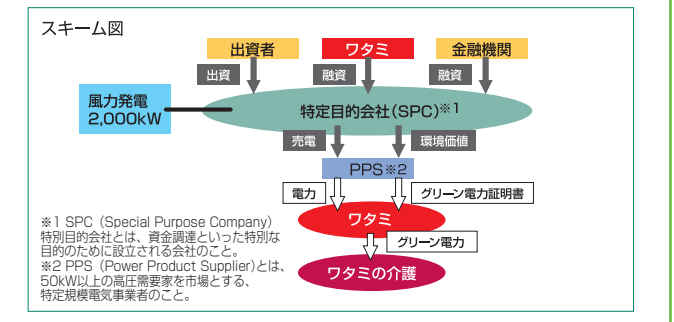 スキーム図
出資者
ワタミ
金融機関
出資
融資
融資
風力発電
2,000kW
特定目的会社(SPC)※1
売電
環境価値
PPS※2
電力
グリーン電力証明書
ワタミ
グリーン電力
ワタミの介護
※1 SPC（Special Purpose Company）
特別目的会社とは、資金調達といった特別な
目的のために設立される会社のこと。
※2 PPS（Power Product Supplier)とは、
50kW以上の高圧需要家を市場とする、
特定規模電気事業者のこと。